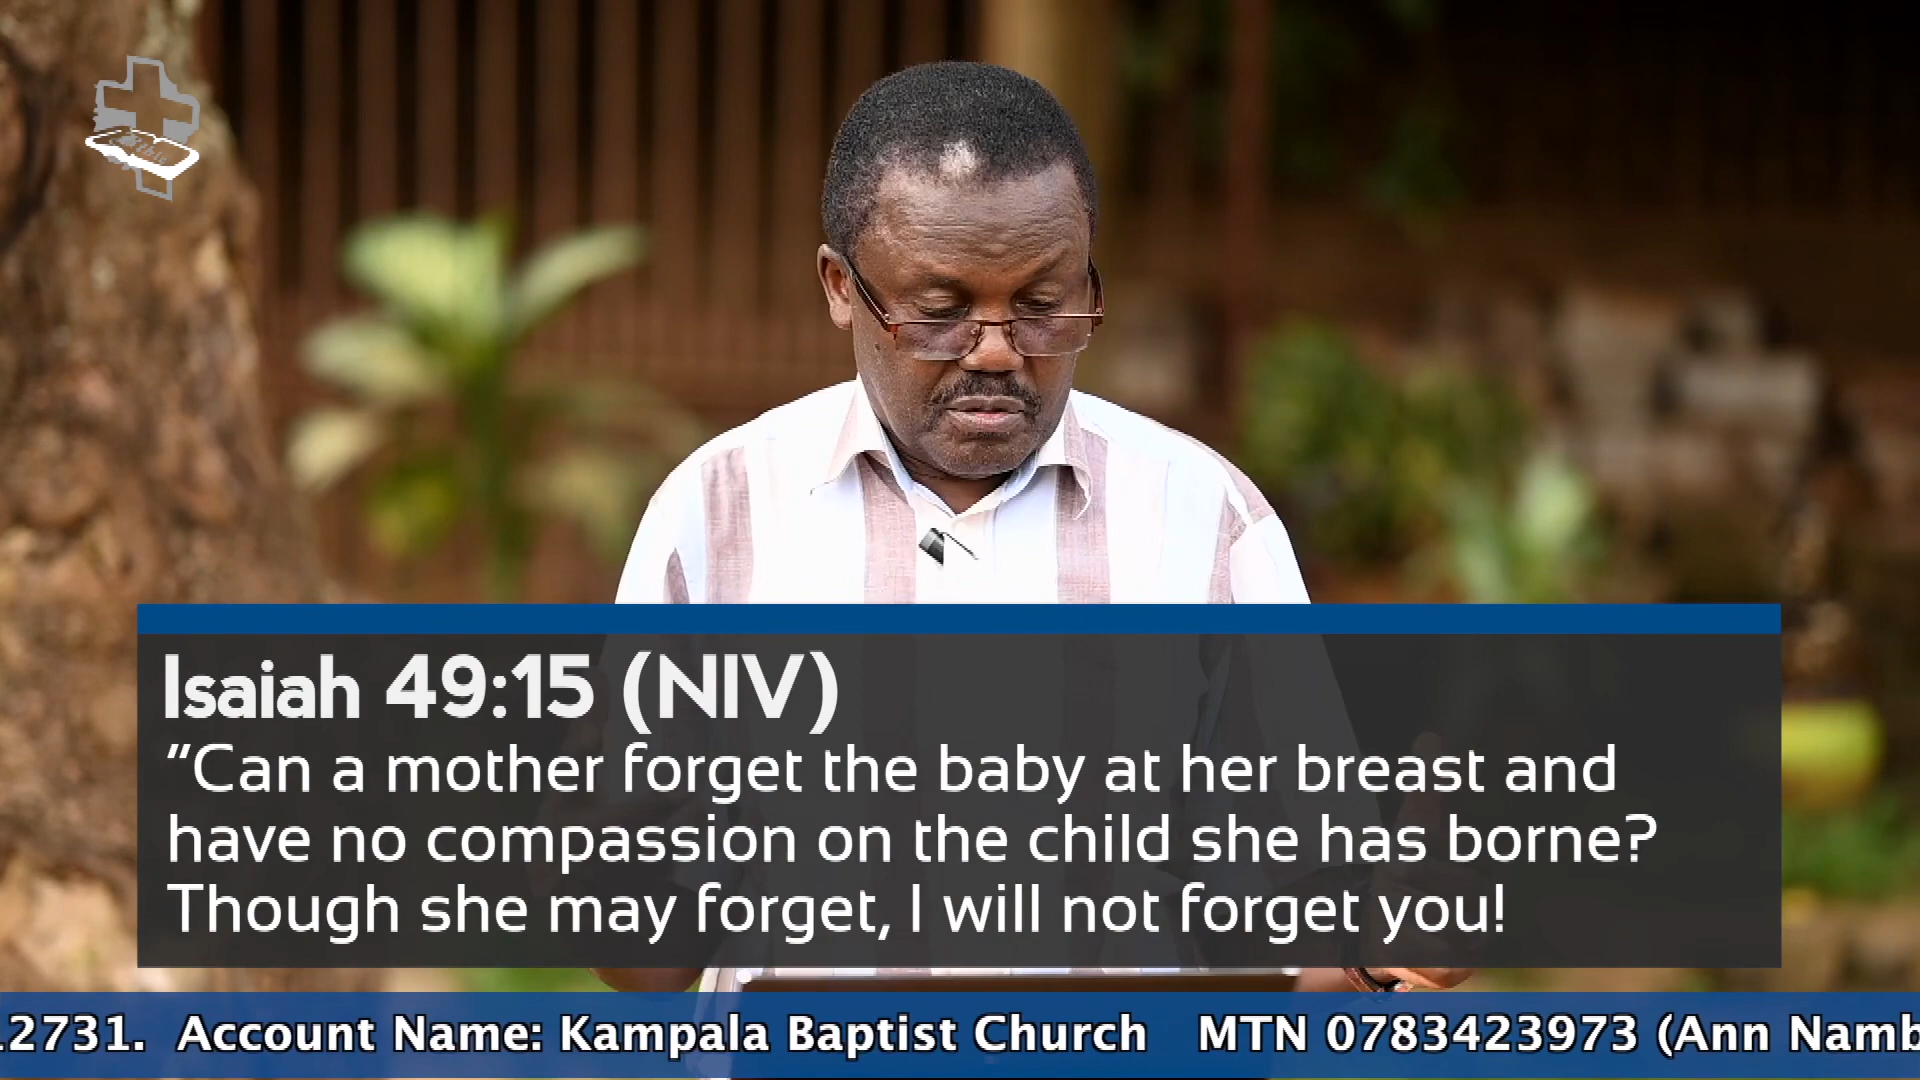 Isaiah 49:15 (NIV)
“Can a mother forget the baby at her breast and
have no compassion on the child she has borne?
Though she may forget, I will not forget you!
2731. Account Name: Kampala Baptist Church MTN 0783423973 (Ann Namb